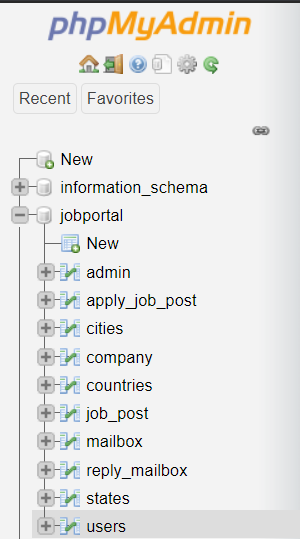 phpMyAdmin
Recent Favorites
New
information_schema
jobportal
New
admin
apply_job_post
cities
company
countries
job_post
mailbox
reply_mailbox
states
users